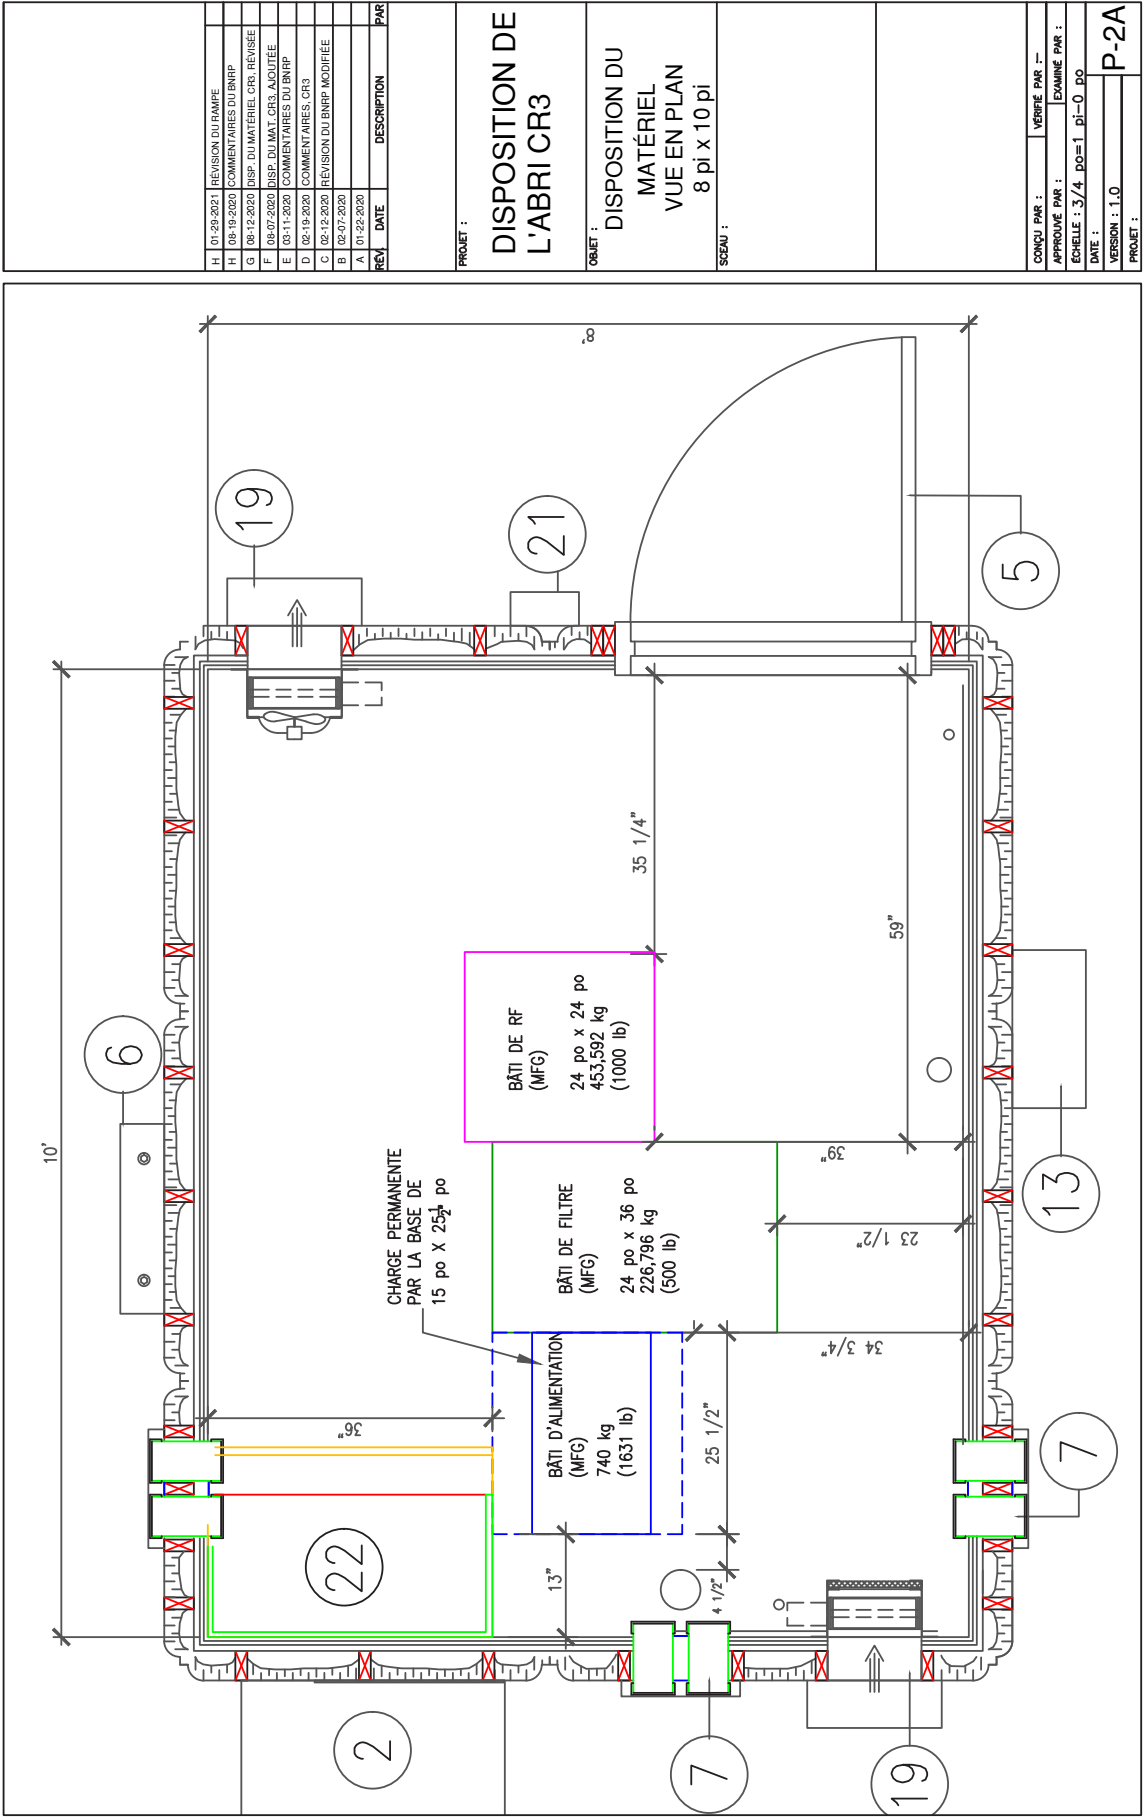 H 01-29-2021 RÉVISION DU RAMPE
H 08-19-2020 COMMENTAIRES DU BNRP
G 08-12-2020 DISP. DU MATÉRIEL CR3, RÉVISÉE
F 08-07-2020 DISP. DU MAT. CR3, AJOUTÉE
E 03-11-2020 COMMENTAIRES DU BNRP
D 02-19-2020 COMMENTAIRES, CR3
C 02-12-2020 RÉVISION DU BNRP MODIFIÉE
B 02-07-2020
A 01-22-2020
RÉV. DATE DESCRIPTION PAR
PROJET :
DISPOSITION DE
L'ABRI CR3
OBJET :
DISPOSITION DU
MATÉRIEL
VUE EN PLAN
8 pi x 10 pi
SCEAU :
CONÇU PAR : VÉRIFIÉ PAR :--
APPROUVÉ PAR : EXAMINÉ PAR :
ÉCHELLE : 3/4 po=1 pi-0 po
DATE :
VERSION : 1.0
PROJET :
P-2A
10'
8'
6
19
21
5
13
7
19
7
2
22
CHARGE PERMANENTE
PAR LA BASE DE
15 po X 25½ po
BÂTI DE RF
(MFG)
24 po x 24 po
453,592 kg
(1000 lb)
BÂTI DE FILTRE
(MFG)
24 po x 36 po
226,796 kg
(500 lb)
BÂTI D'ALIMENTATION
(MFG)
740 kg
(1631 lb)
36"
13"
25 1/2"
4 1/2"
34 3/4"
23 1/2"
39"
59"
35 1/4"